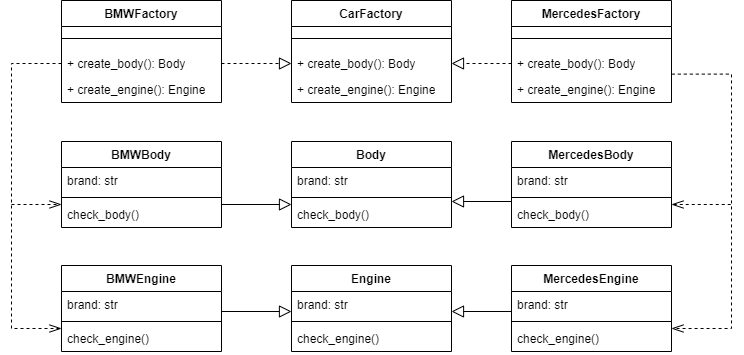 BMWFactory
+ create_body(): Body
+ create_engine(): Engine
CarFactory
+ create_body(): Body
+ create_engine(): Engine
MercedesFactory
+ create_body(): Body
+ create_engine(): Engine
BMWBody
brand: str
check_body()
Body
brand: str
check_body()
MercedesBody
brand: str
check_body()
BMWEngine
brand: str
check_engine()
Engine
brand: str
check_engine()
MercedesEngine
brand: str
check_engine()